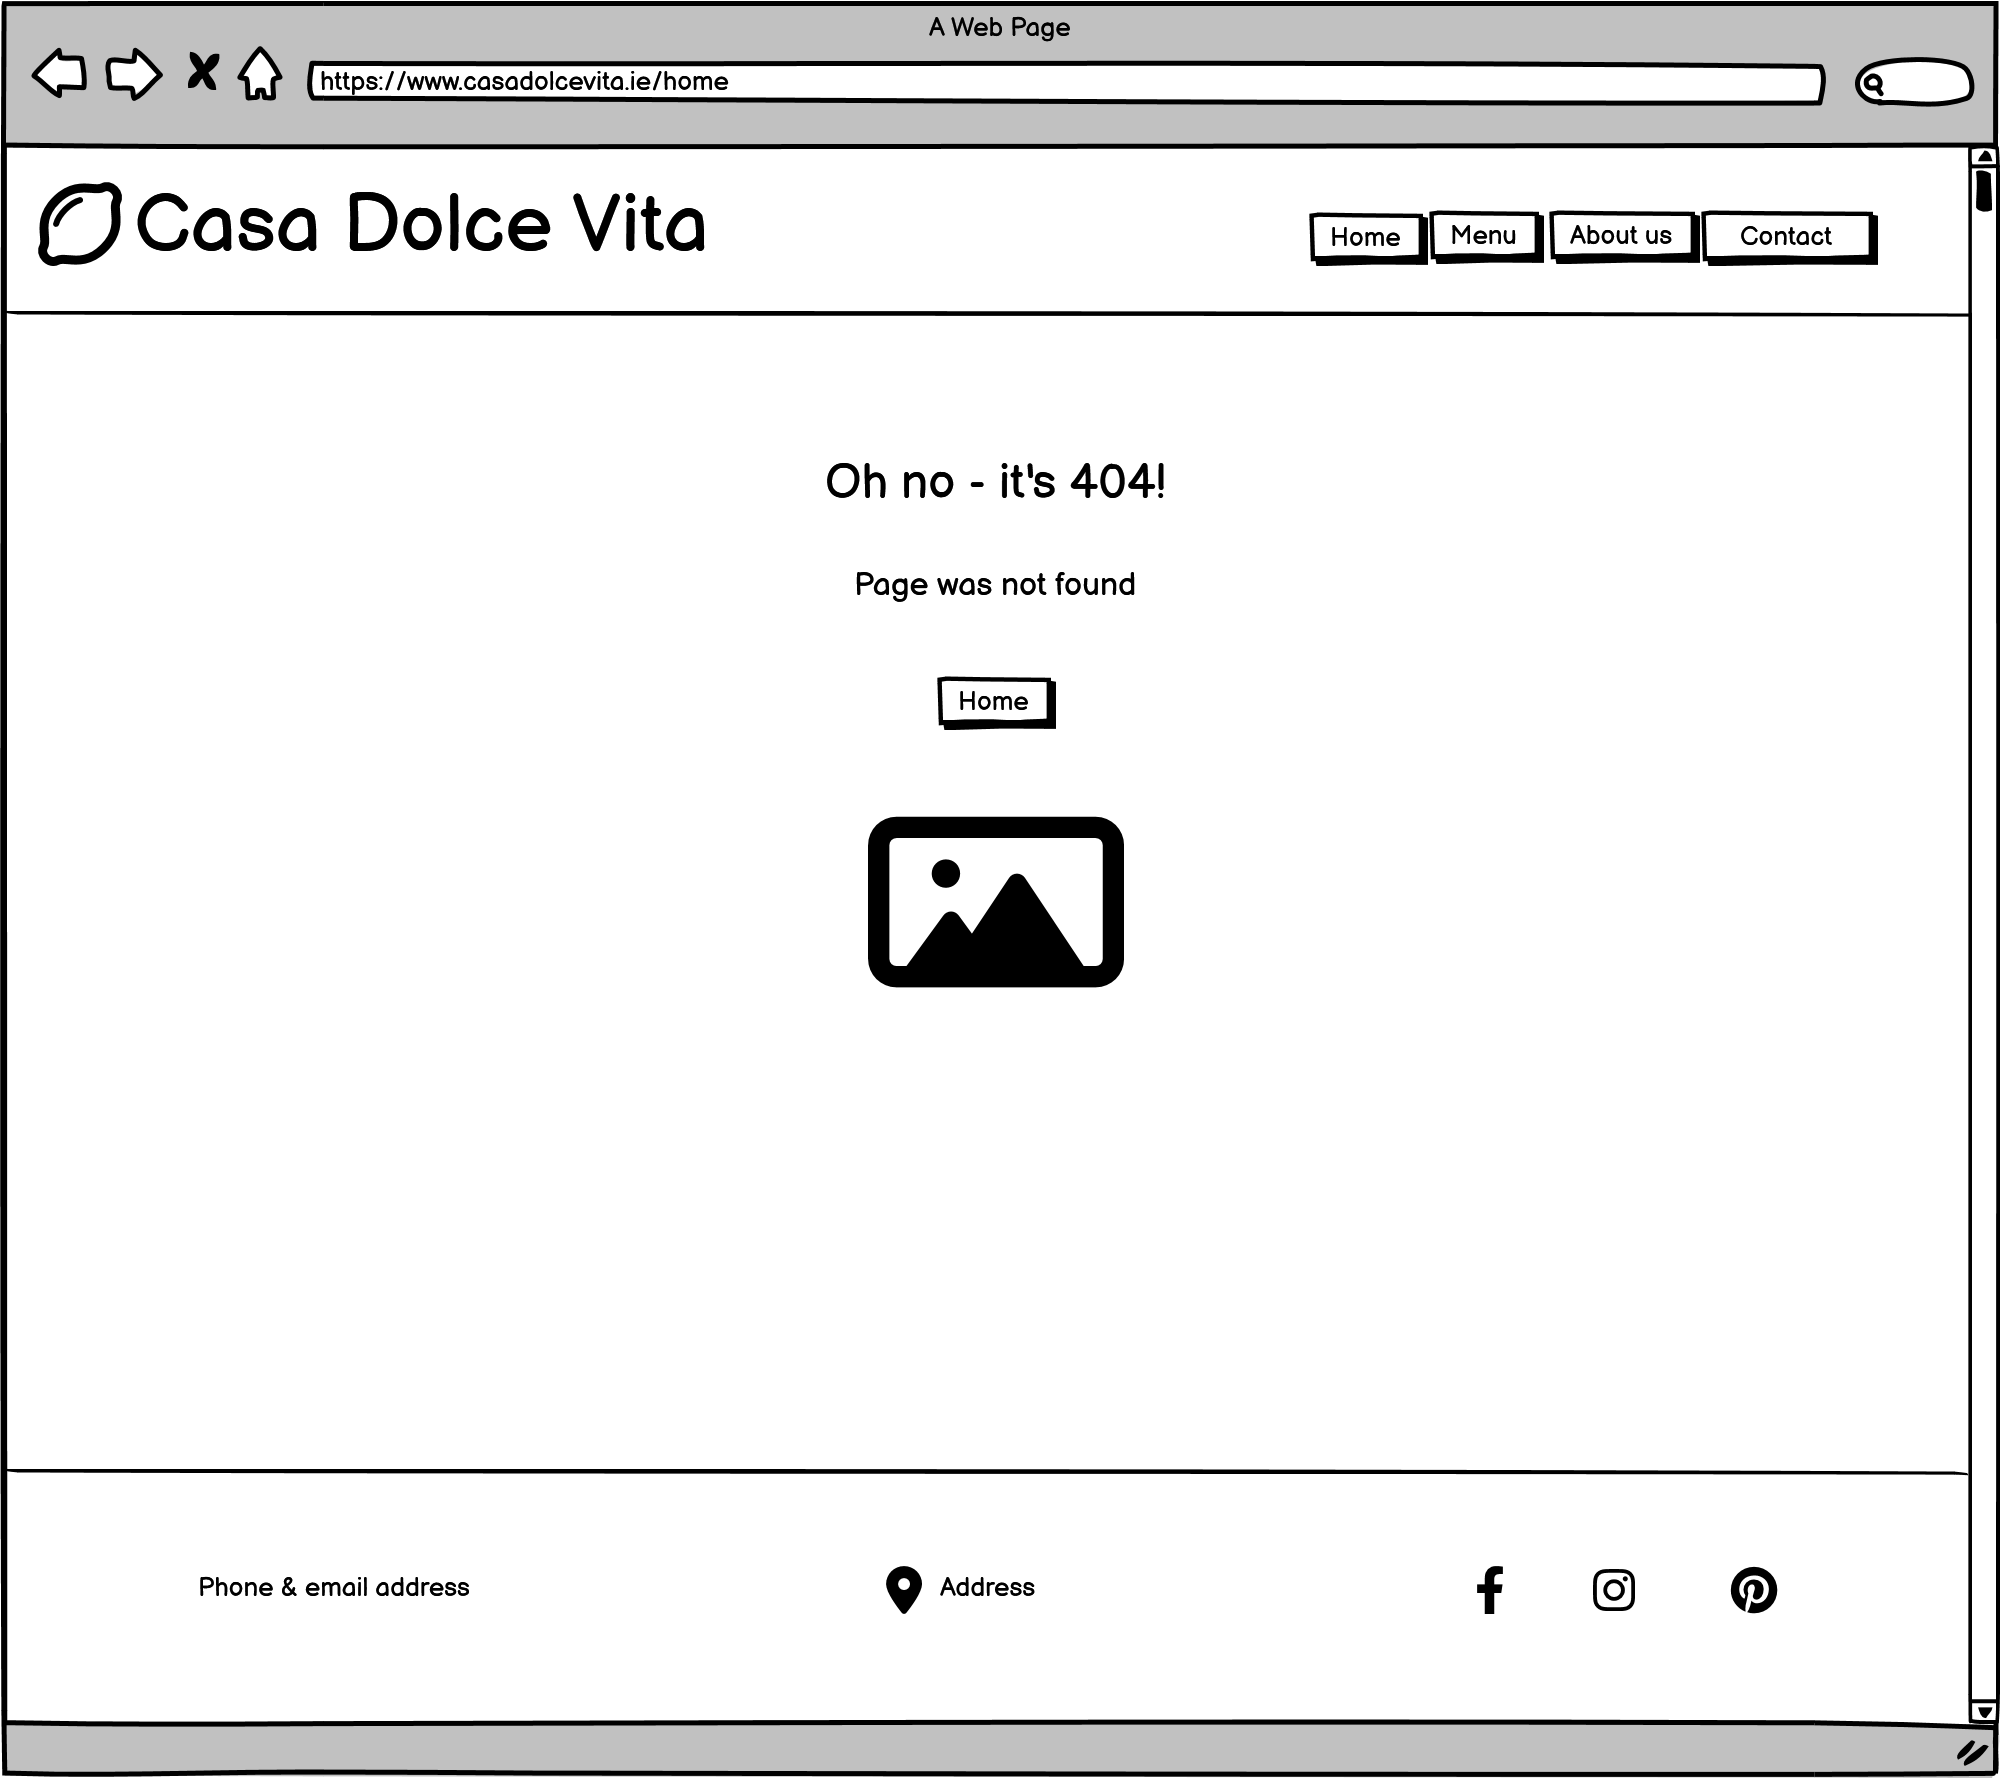 A Web Page
https://www.casadolcevita.ie/home
Casa Dolce Vita
Home Menu About us Contact
Oh no - it's 404!
Page was not found
Home
Phone & email address
Address